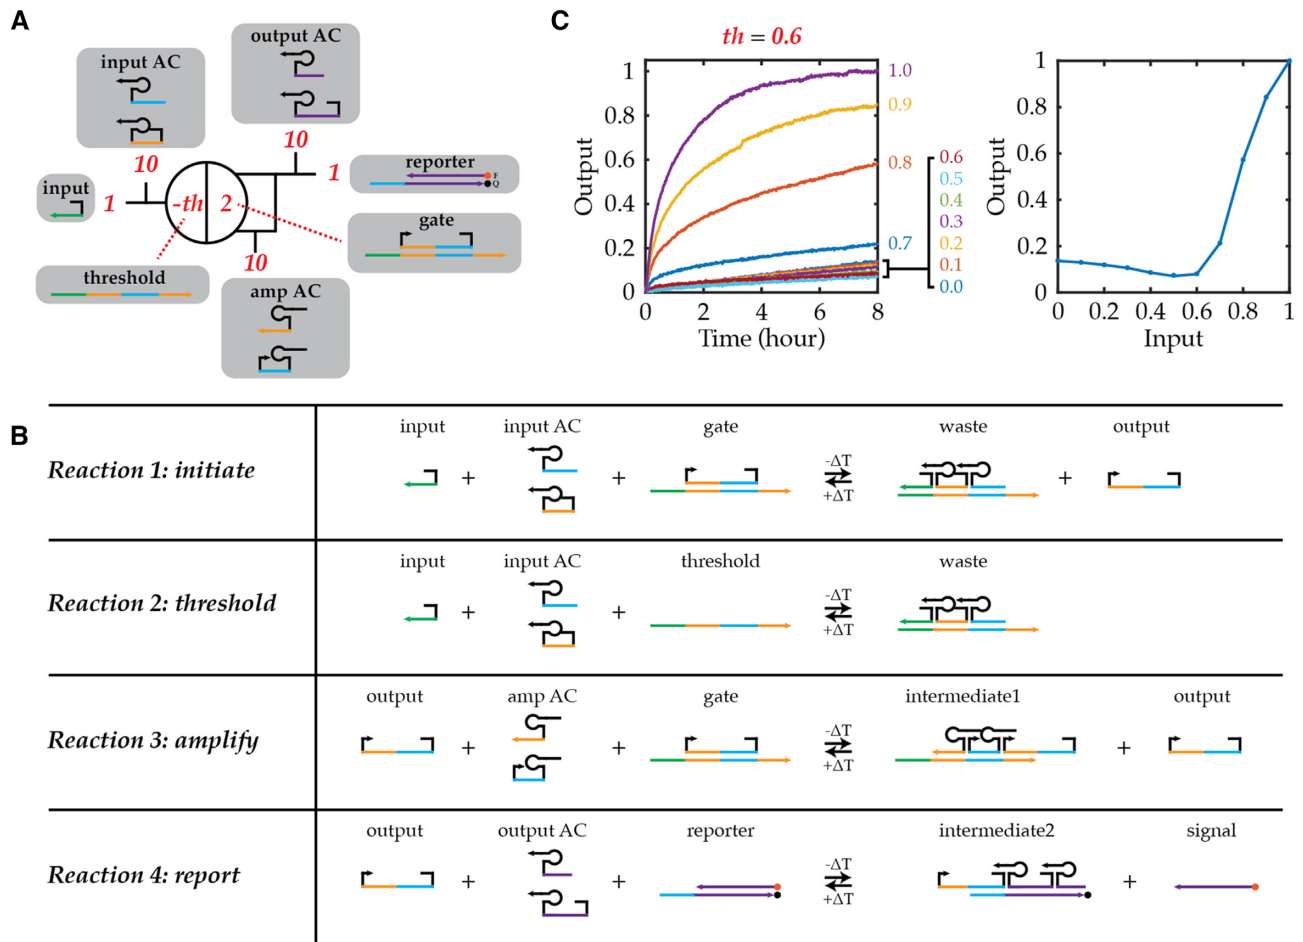 A
input AC
output AC
10
10
1
reporter
F
Q
input
1
-th
2
gate
threshold
10
amp AC
C
th = 0.6
Output
1
0.8
0.6
0.4
0.2
0
0
2
4
6
8
Time (hour)
1.0
0.9
0.8
0.7
0.6
0.5
0.4
0.3
0.2
0.1
0.0
Output
1
0.8
0.6
0.4
0.2
0
0
0.2
0.4
0.6
0.8
1
Input
B
Reaction 1: initiate
input
+
input AC
+
gate
-ΔT
+ΔT
waste
+
output
Reaction 2: threshold
input
+
input AC
+
threshold
-ΔT
+ΔT
waste
Reaction 3: amplify
output
+
amp AC
+
gate
-ΔT
+ΔT
intermediate1
+
output
Reaction 4: report
output
+
output AC
+
reporter
-ΔT
+ΔT
intermediate2
+
signal